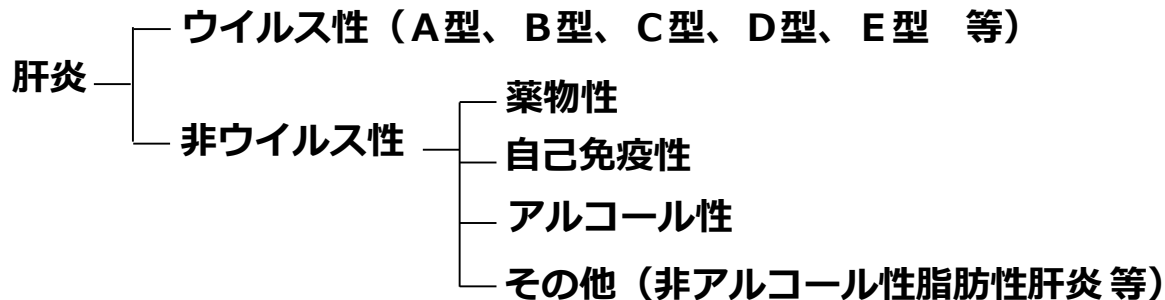 ウイルス性（Ａ型、Ｂ型、Ｃ型、Ｄ型、Ｅ型　等）
肝炎
薬物性
非ウイルス性
自己免疫性
アルコール性
その他（非アルコール性脂肪性肝炎 等）